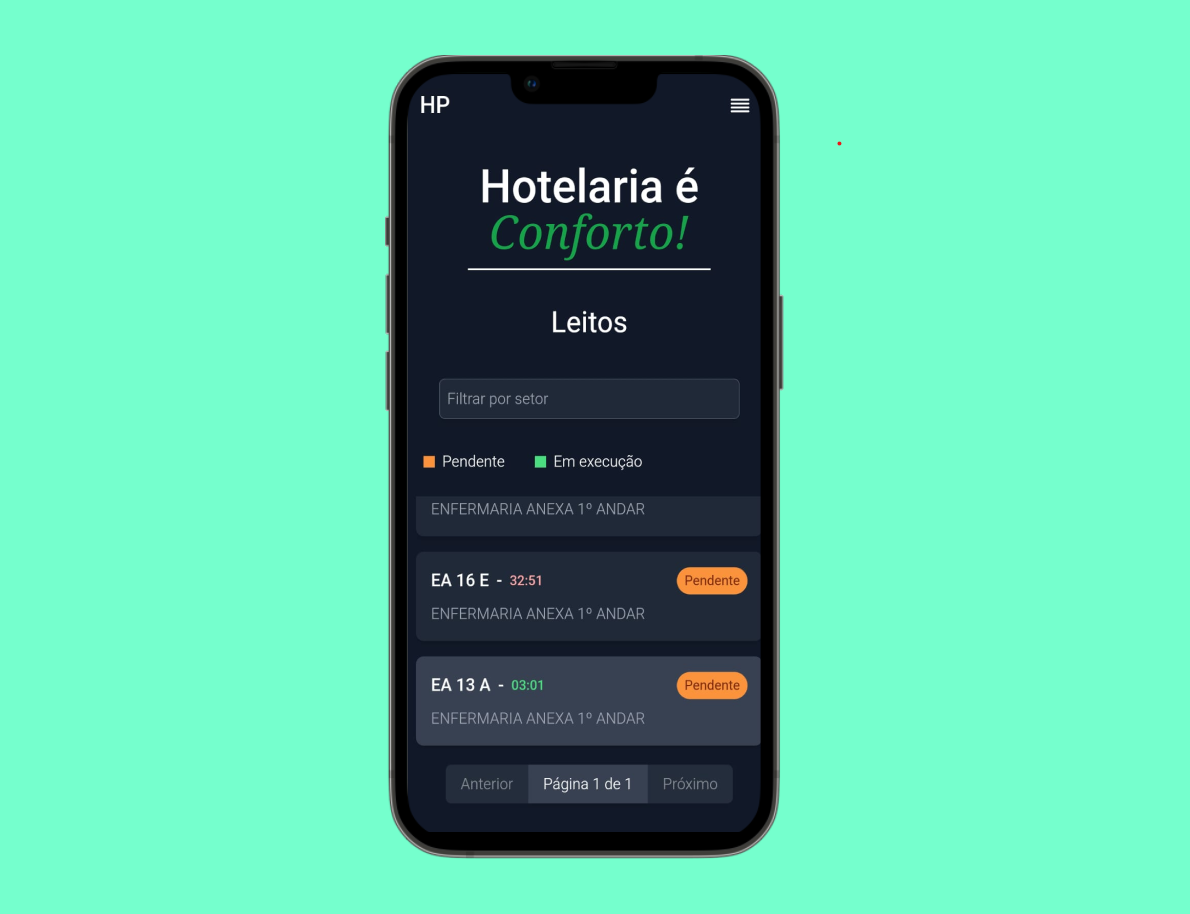 HP
Hotelaria é
Conforto!
Leitos
Filtrar por setor
Pendente Em execução
ENFERMARIA ANEXA 1º ANDAR
EA 16 E - 32:51 Pendente
ENFERMARIA ANEXA 1º ANDAR
EA 13 A - 03:01 Pendente
ENFERMARIA ANEXA 1º ANDAR
Anterior Página 1 de 1 Próximo